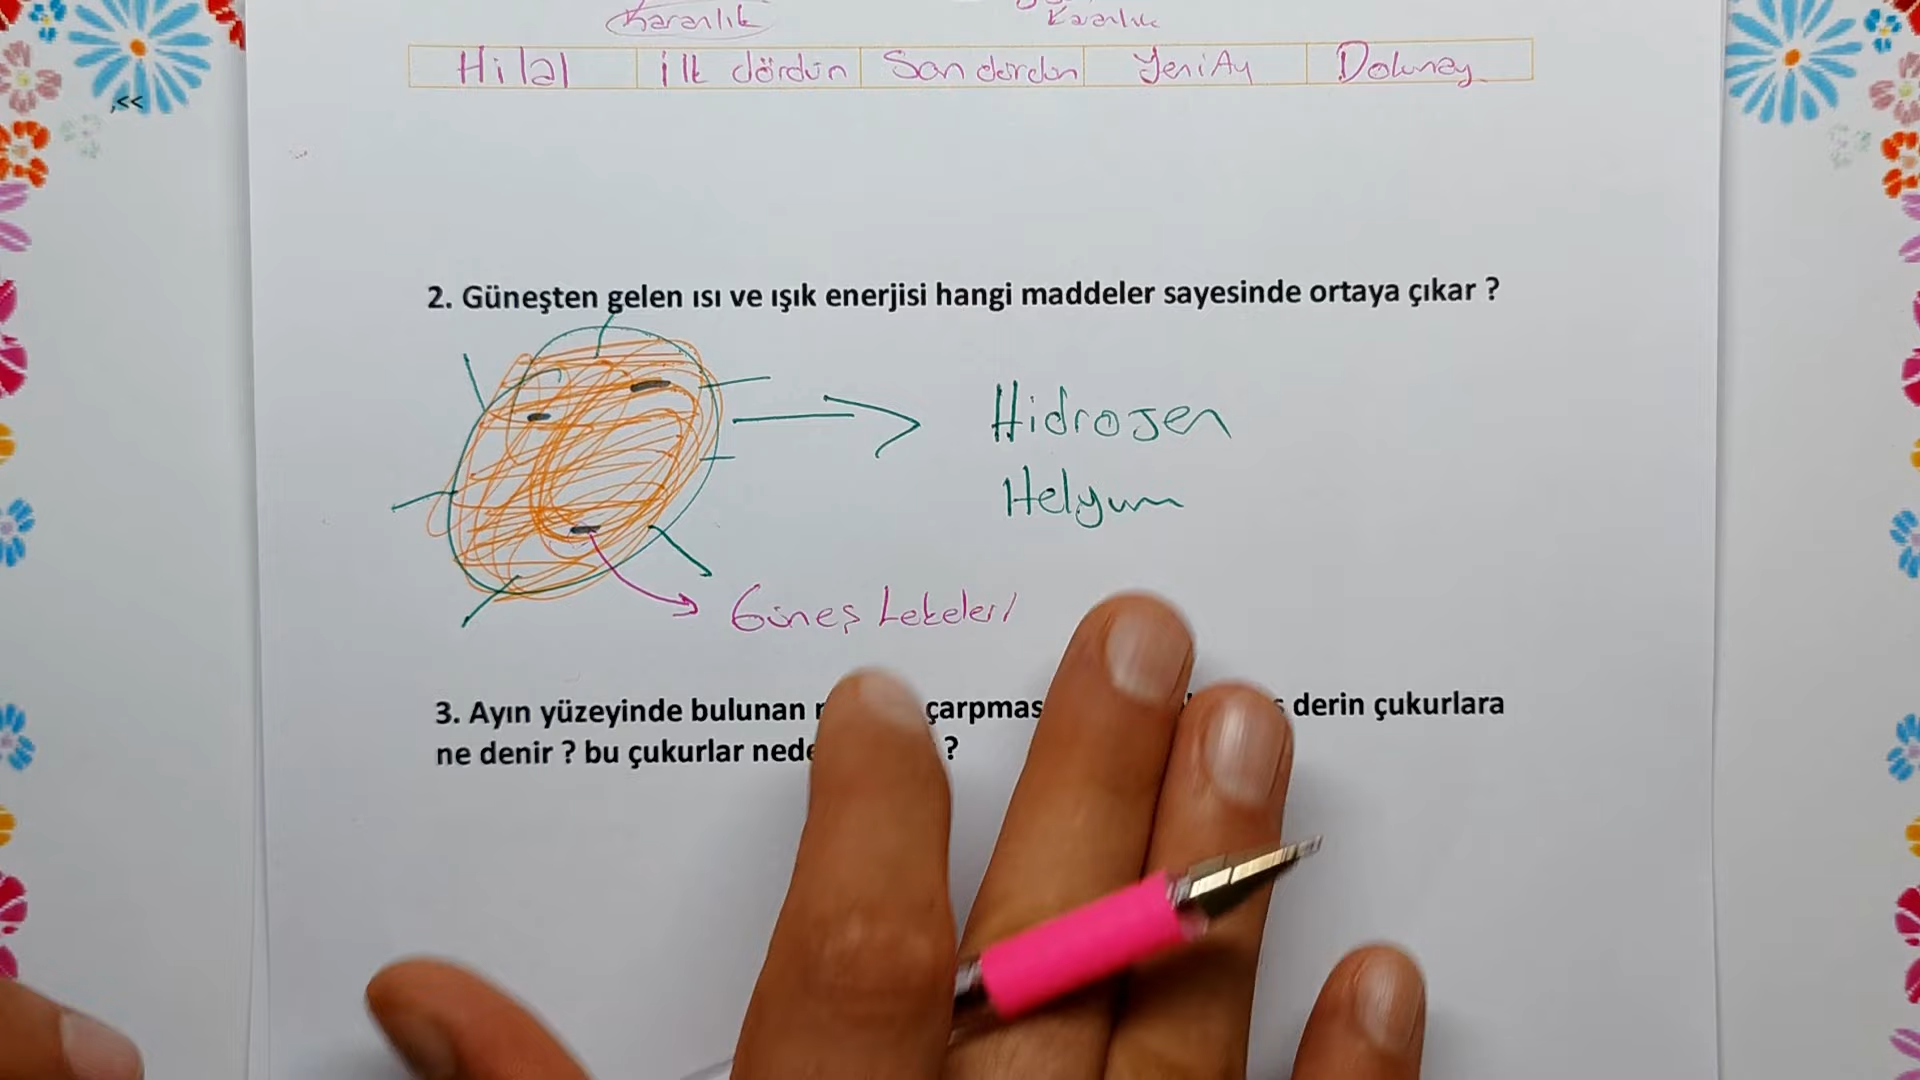 Karanlık Karanlık
Hilal İlk dördün Son dördün Yeni Ay Dolunay
<<
2. Güneşten gelen ısı ve ışık enerjisi hangi maddeler sayesinde ortaya çıkar ?
Hidrojen
Helyum
Güneş Lekeleri
3. Ayın yüzeyinde bulunan çarpmas derin çukurlara
ne denir ? bu çukurlar nede ?